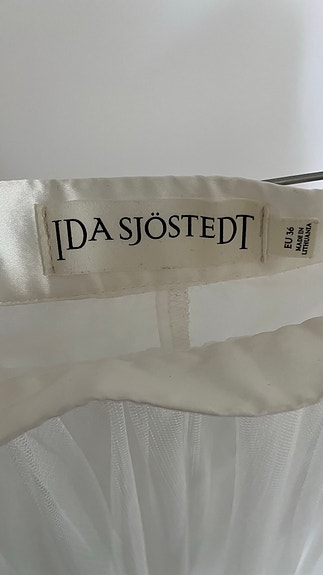 IDA SJÖSTEDT
EU 36
MADE IN
LITHUANIA